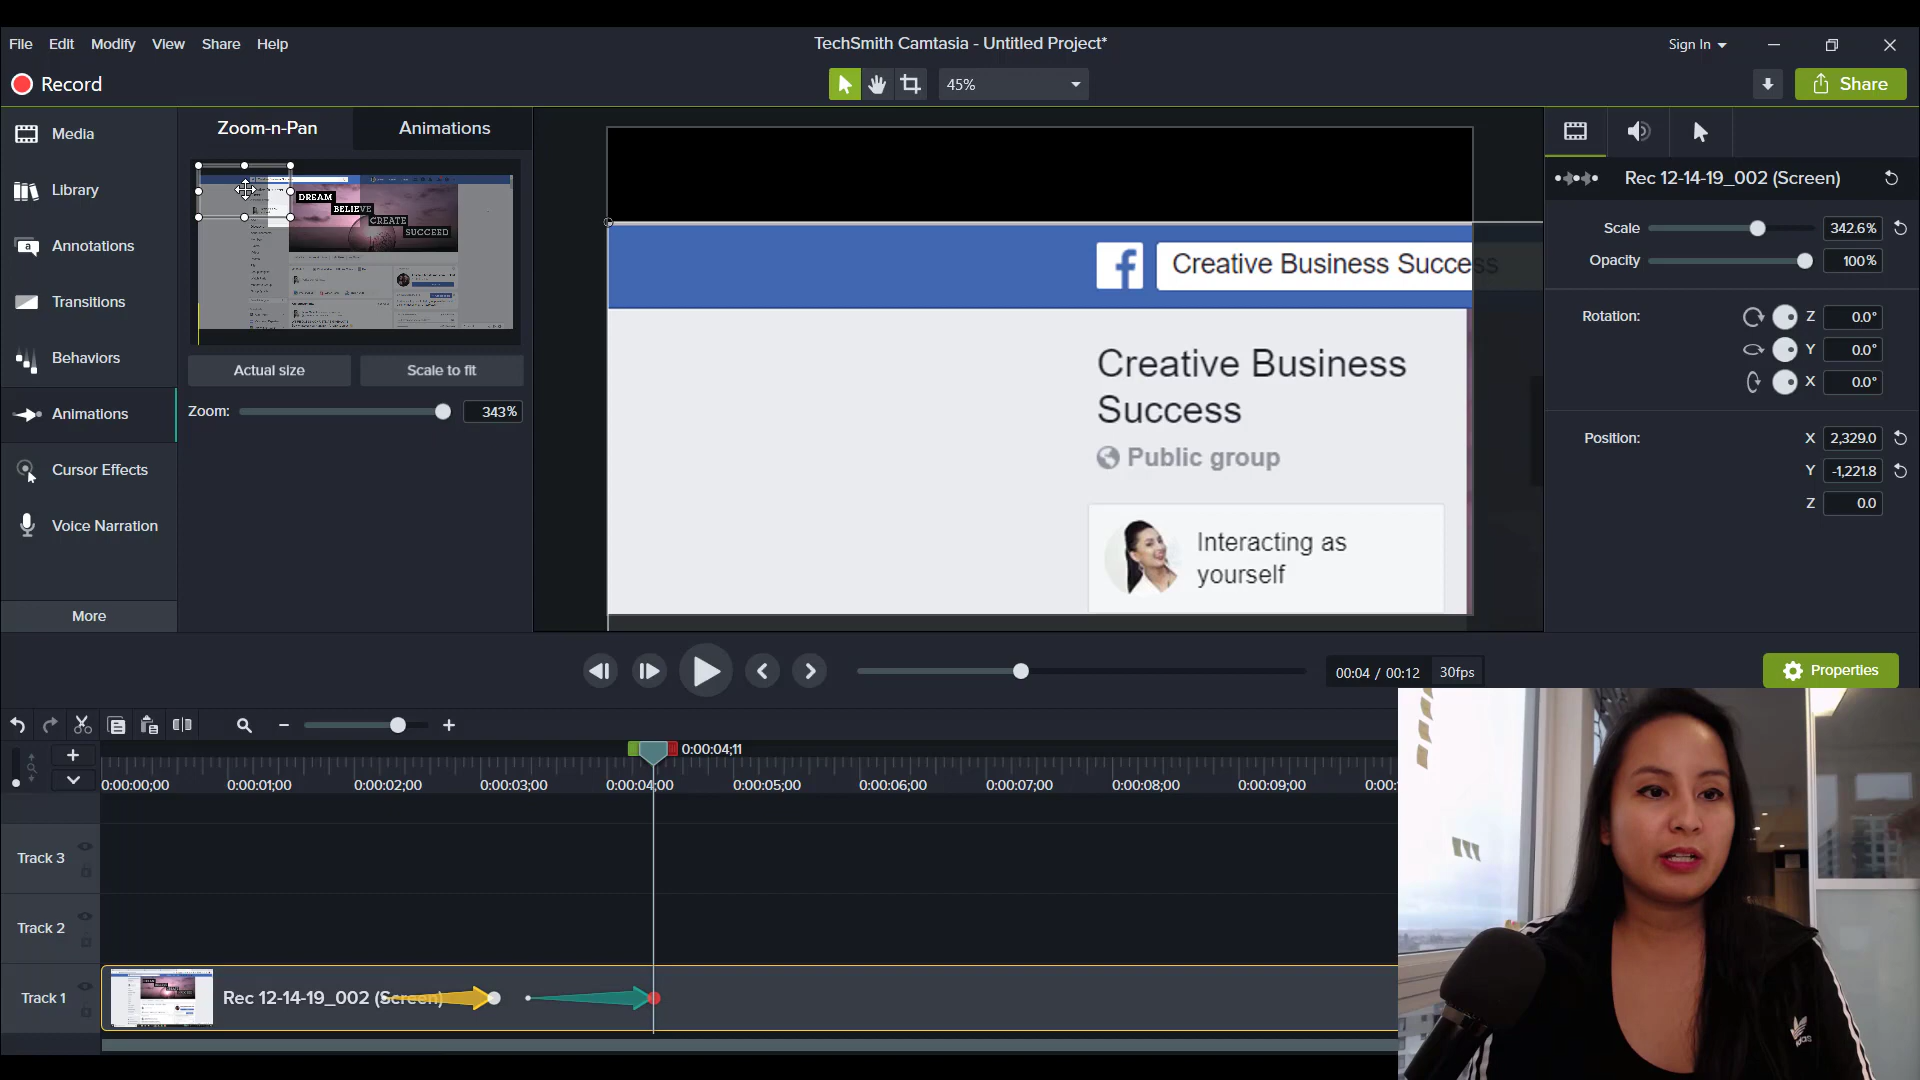 File Edit Modify View Share Help
TechSmith Camtasia - Untitled Project*
Sign In
Record
45%
Share
Media
Library
Annotations
Transitions
Behaviors
Animations
Cursor Effects
Voice Narration
More
Zoom-n-Pan
Animations
DREAM
BELIEVE
CREATE
SUCCEED
Actual size
Scale to fit
Zoom:
343%
Creative Business Success
Creative Business
Success
Public group
Interacting as
yourself
Rec 12-14-19_002 (Screen)
Scale
342.6%
Opacity
100%
Rotation:
Z 0.0°
Y 0.0°
X 0.0°
Position:
X 2,329.0
Y -1,221.8
Z 0.0
00:04 / 00:12
30fps
Properties
0:00:04;11
0:00:00;00 0:00:01;00 0:00:02;00 0:00:03;00 0:00:04;00 0:00:05;00 0:00:06;00 0:00:07;00 0:00:08;00 0:00:09;00 0:00:
Track 3
Track 2
Track 1
Rec 12-14-19_002 (Screen)
adidas